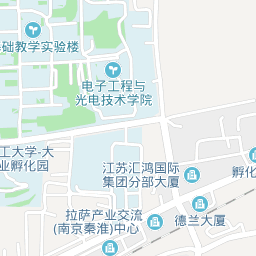 基础教学实验楼
电子工程与
光电技术学院
工大学-大
业孵化园
江苏汇鸿国际
集团分部大厦
孵化
拉萨产业交流
(南京秦淮)中心
德兰大厦